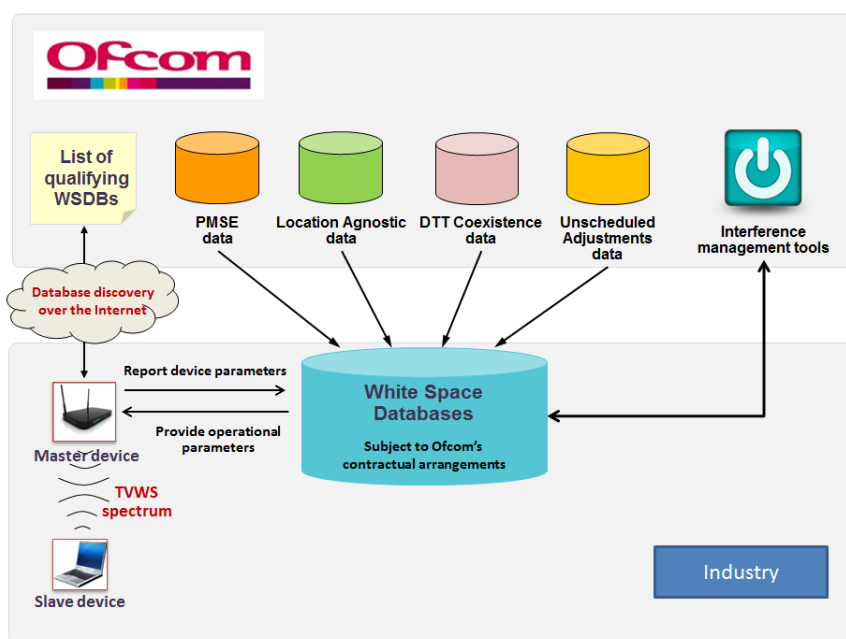 Ofcom
List of
qualifying
WSDBs
PMSE
data
Location Agnostic
data
DTT Coexistence
data
Unscheduled
Adjustments
data
Interference
management tools
Database discovery
over the Internet
Report device parameters
Provide operational
parameters
White Space
Databases
Subject to Ofcom's
contractual arrangements
Master device
TVWS
spectrum
Slave device
Industry